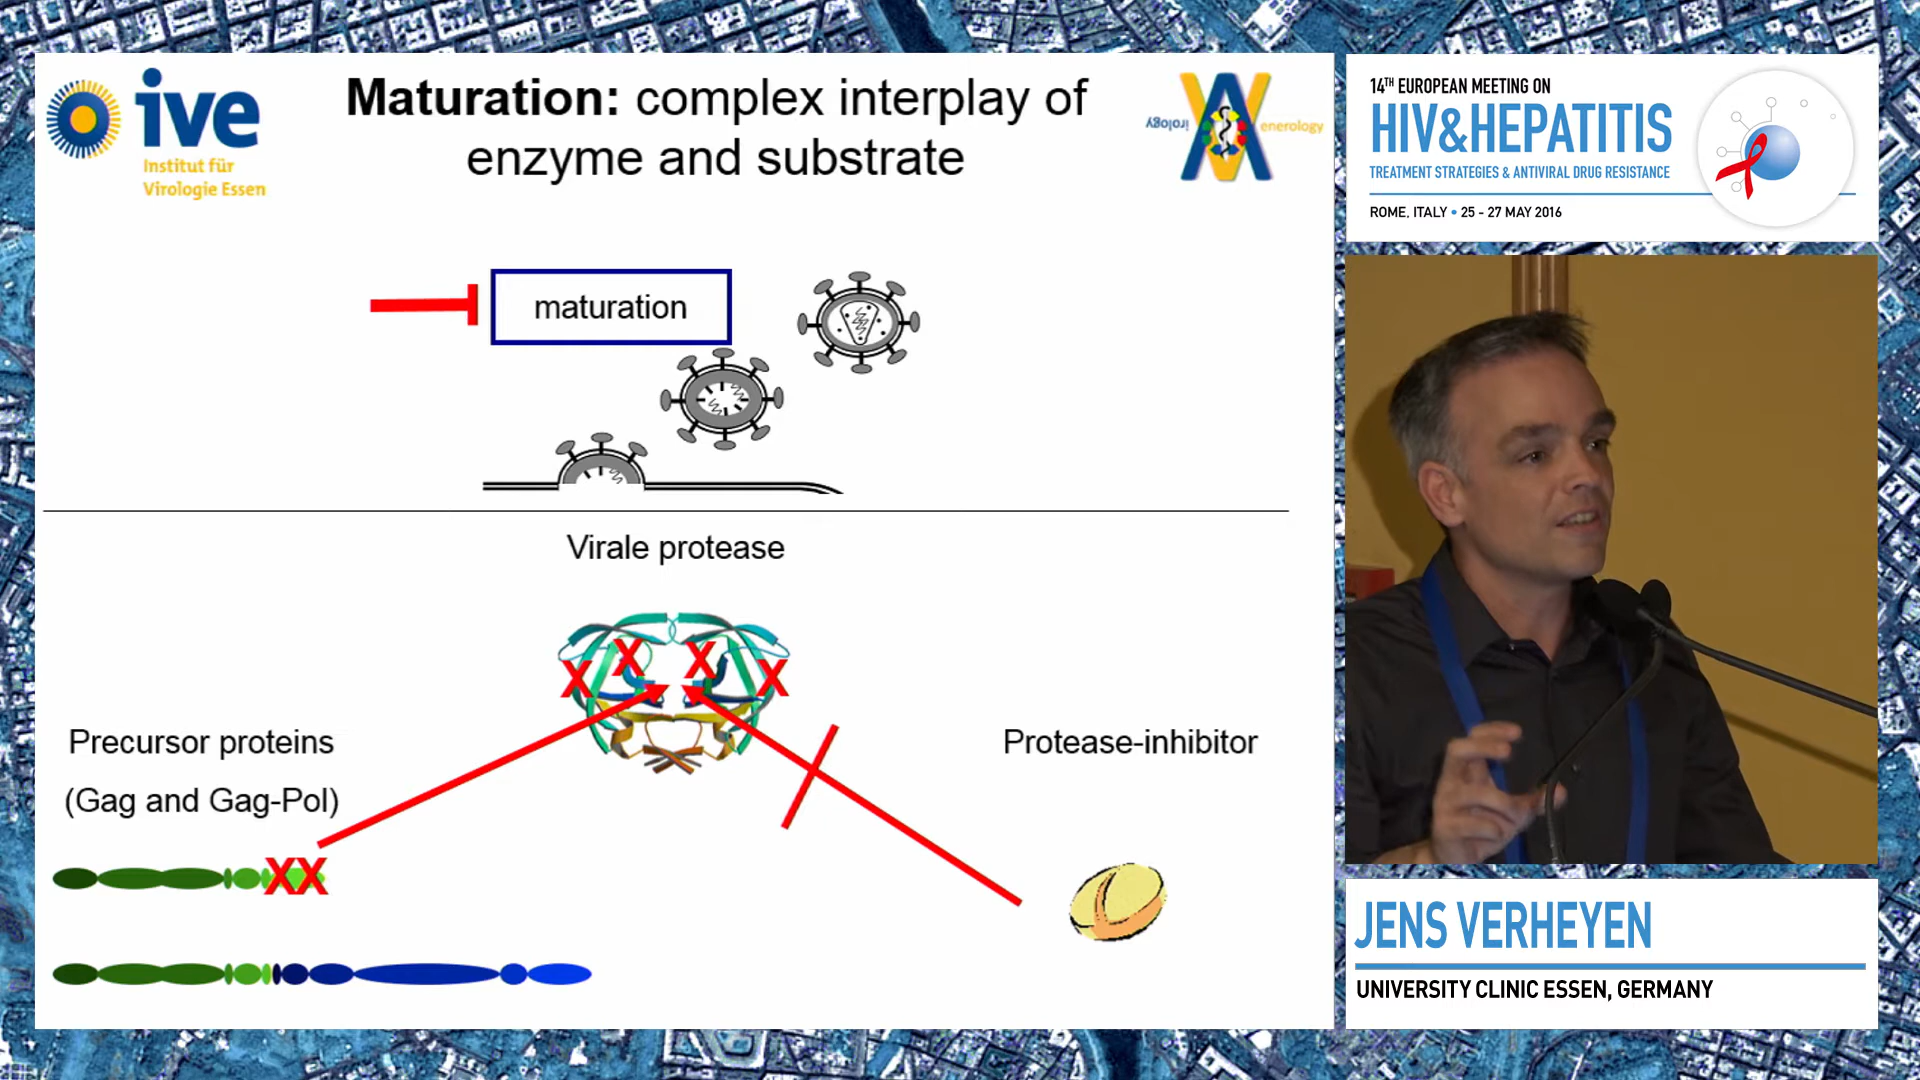 ive
Institut für
Virologie Essen
Maturation: complex interplay of
enzyme and substrate
irology
enerology
maturation
Virale protease
X X X X
Precursor proteins
(Gag and Gag-Pol)
XX
Protease-inhibitor
14TH EUROPEAN MEETING ON
HIV&HEPATITIS
TREATMENT STRATEGIES & ANTIVIRAL DRUG RESISTANCE
ROME, ITALY • 25 - 27 MAY 2016
JENS VERHEYEN
UNIVERSITY CLINIC ESSEN, GERMANY